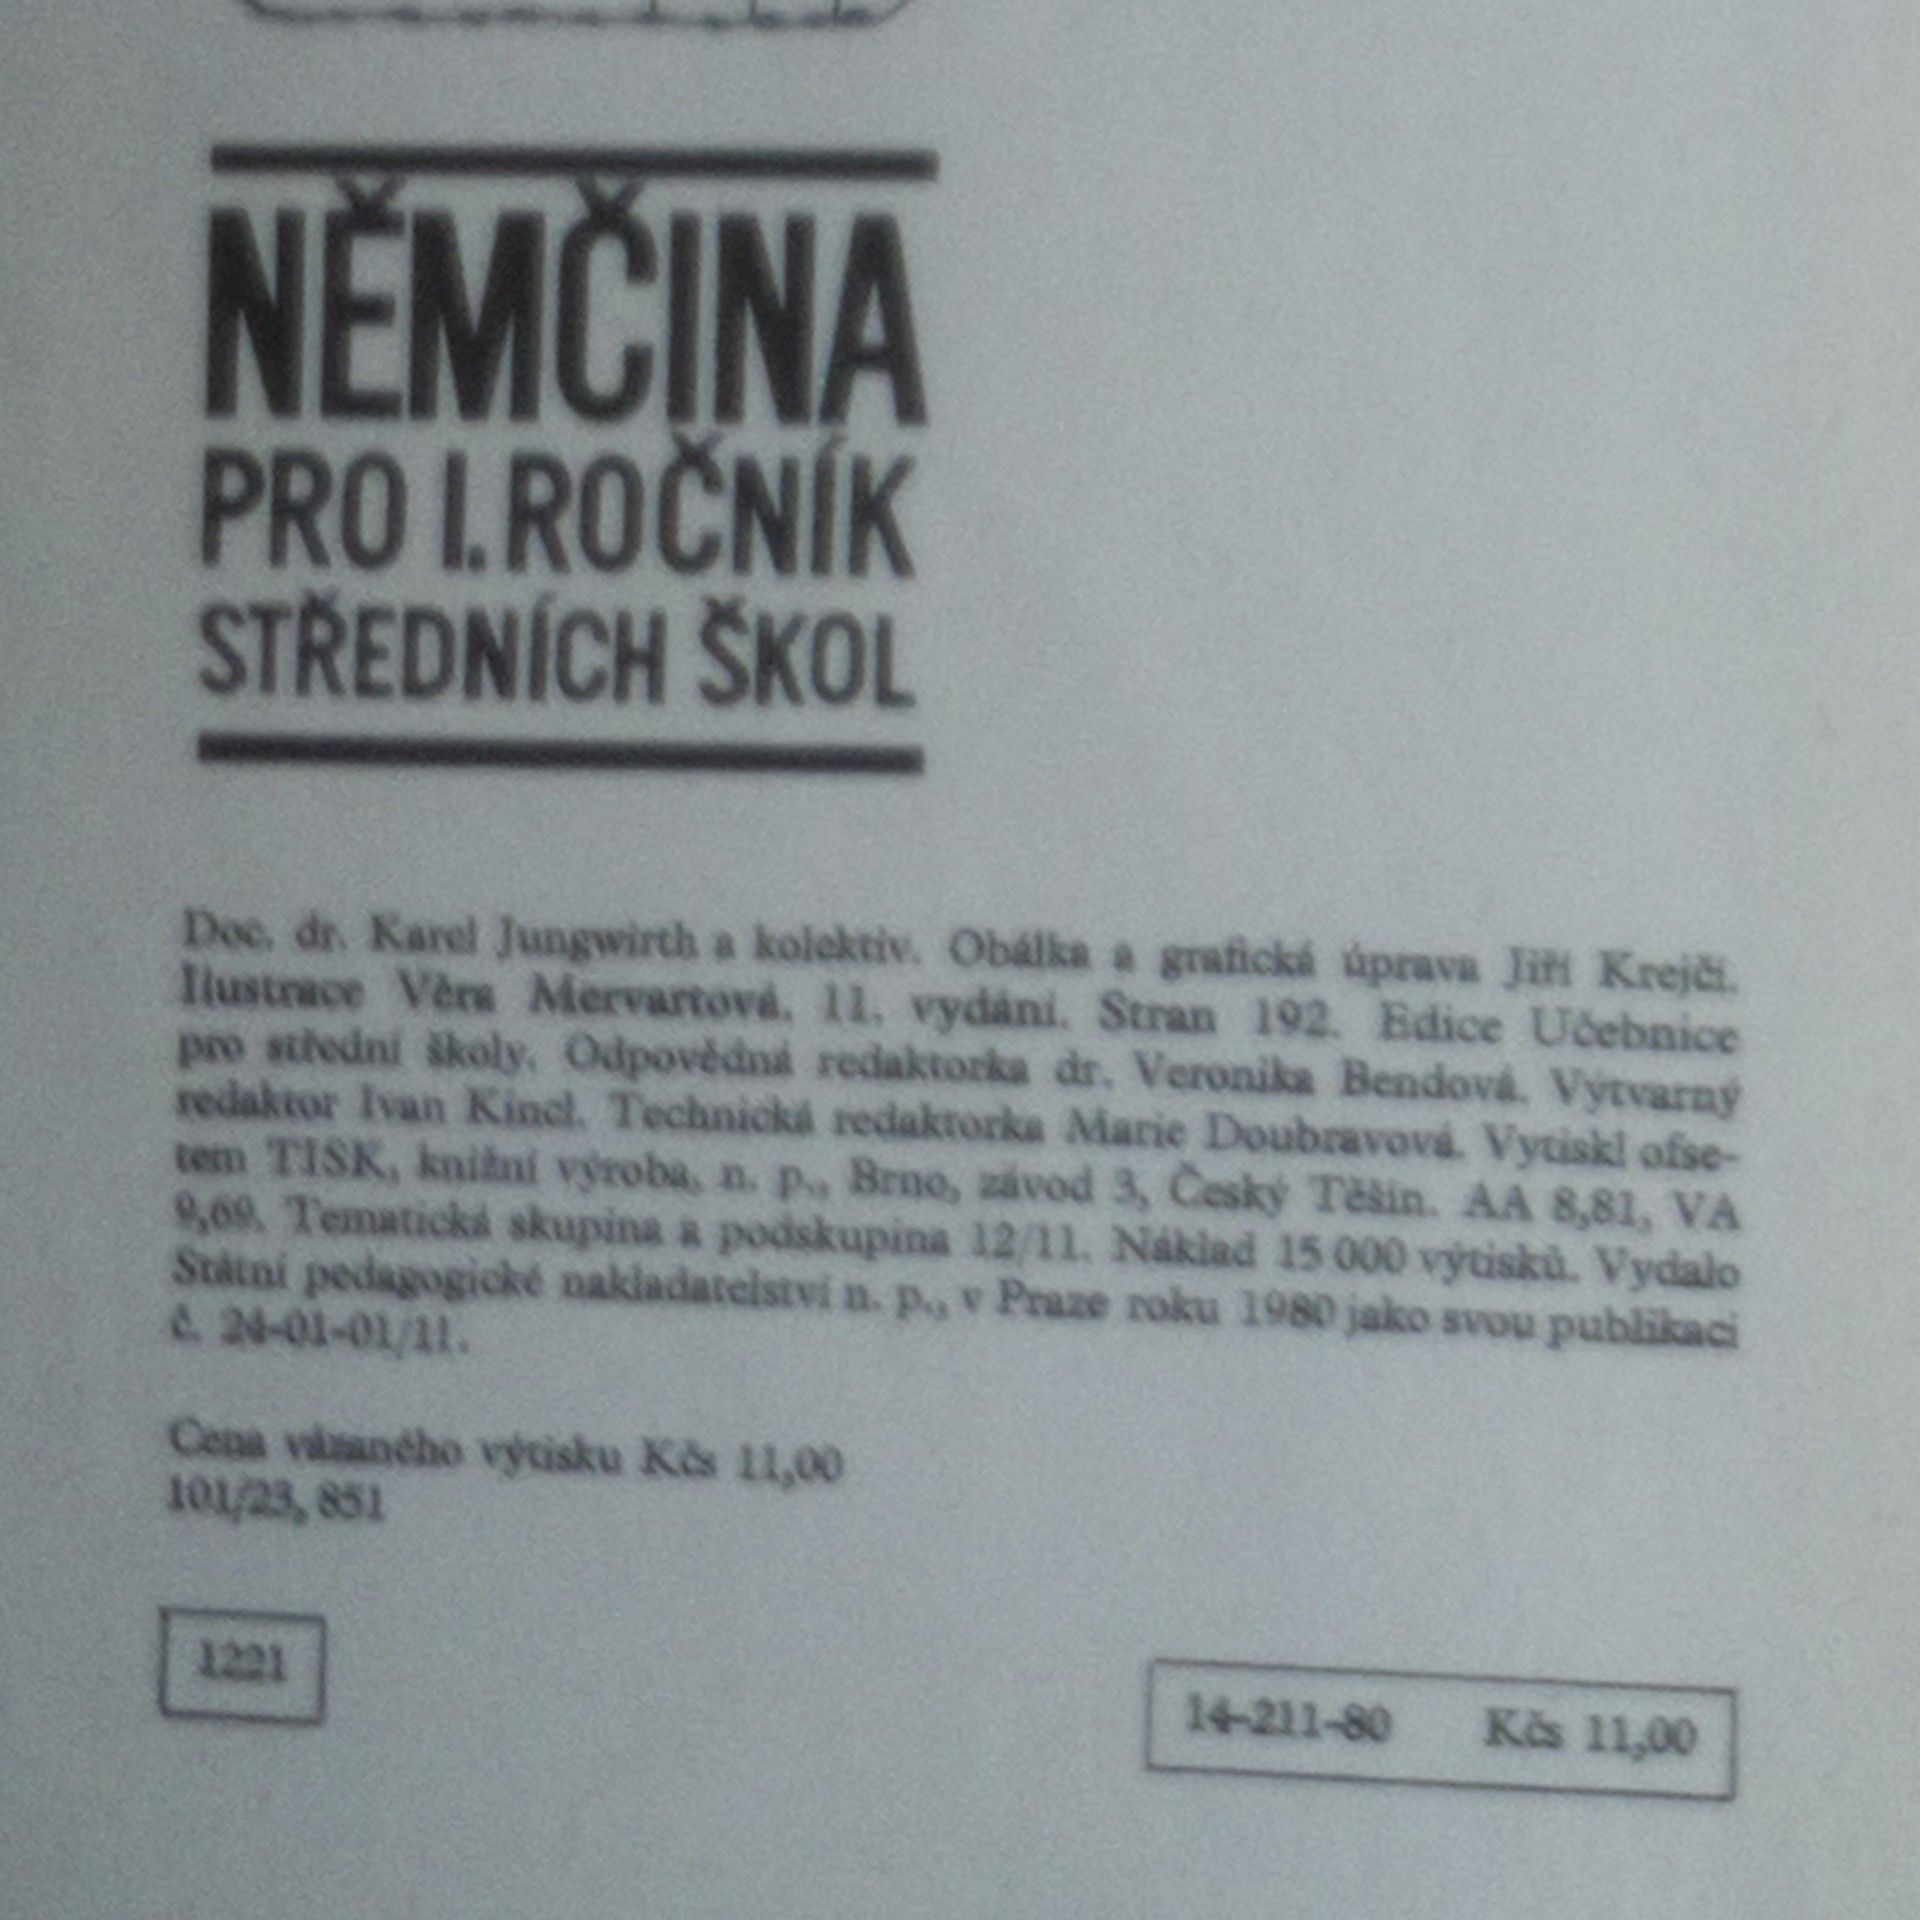 NĚMČINA
PRO I. ROČNÍK
STŘEDNÍCH ŠKOL
Doc. dr. Karel Jungwirth a kolektiv. Obálka a grafická úprava Jiří Krejčí.
Ilustrace Věra Mervartová. 11. vydání. Stran 192. Edice Učebnice
pro střední školy. Odpovědná redaktorka dr. Veronika Bendová. Výtvarný
redaktor Ivan Kincl. Technická redaktorka Marie Doubravová. Vytiskl ofse-
tem TISK, knižní výroba, n. p., Brno, závod 3, Český Těšín. AA 8,81, VA
9,69. Tematická skupina a podskupina 12/11. Náklad 15 000 výtisků. Vydalo
Státní pedagogické nakladatelství n. p., v Praze roku 1980 jako svou publikaci
č. 24-01-01/11.
Cena vázaného výtisku Kčs 11,00
101/23, 851
1221
14-211-80 Kčs 11,00